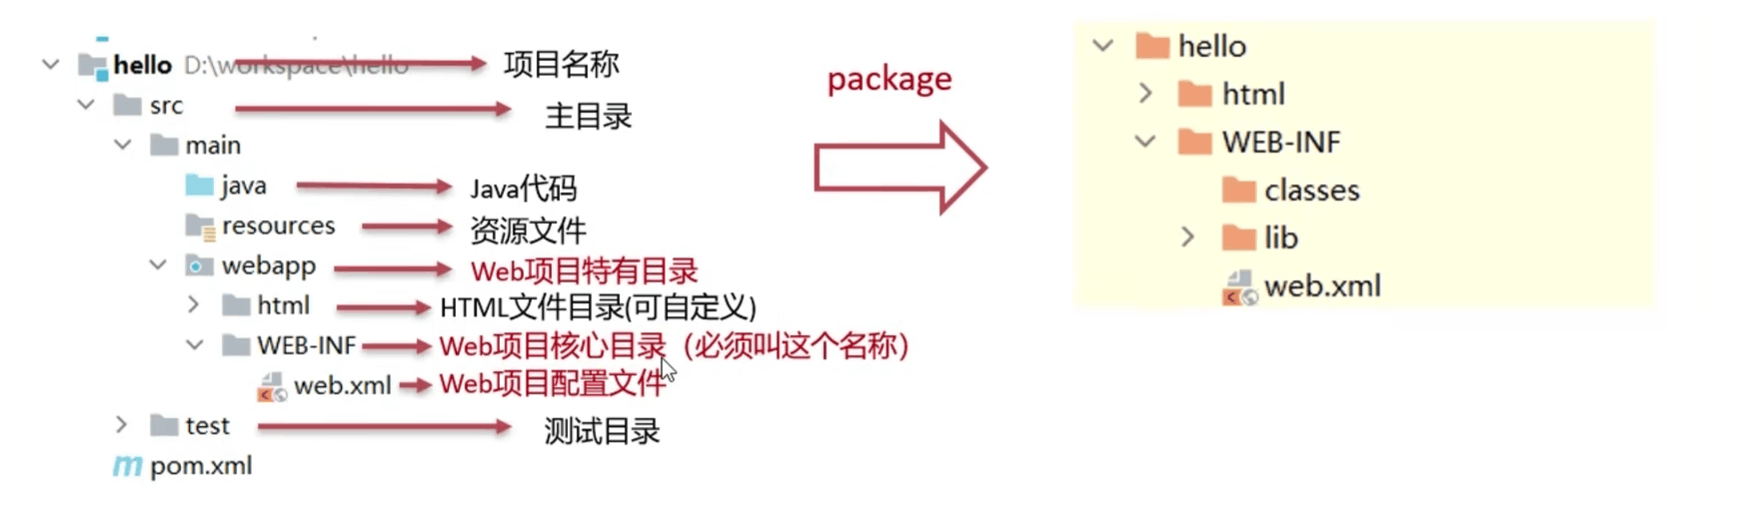 hello D:\workspace\hello 项目名称
src 主目录
main
java Java代码
resources 资源文件
webapp Web项目特有目录
html HTML文件目录(可自定义)
WEB-INF Web项目核心目录（必须叫这个名称）
web.xml Web项目配置文件
test 测试目录
pom.xml
package
hello
html
WEB-INF
classes
lib
web.xml